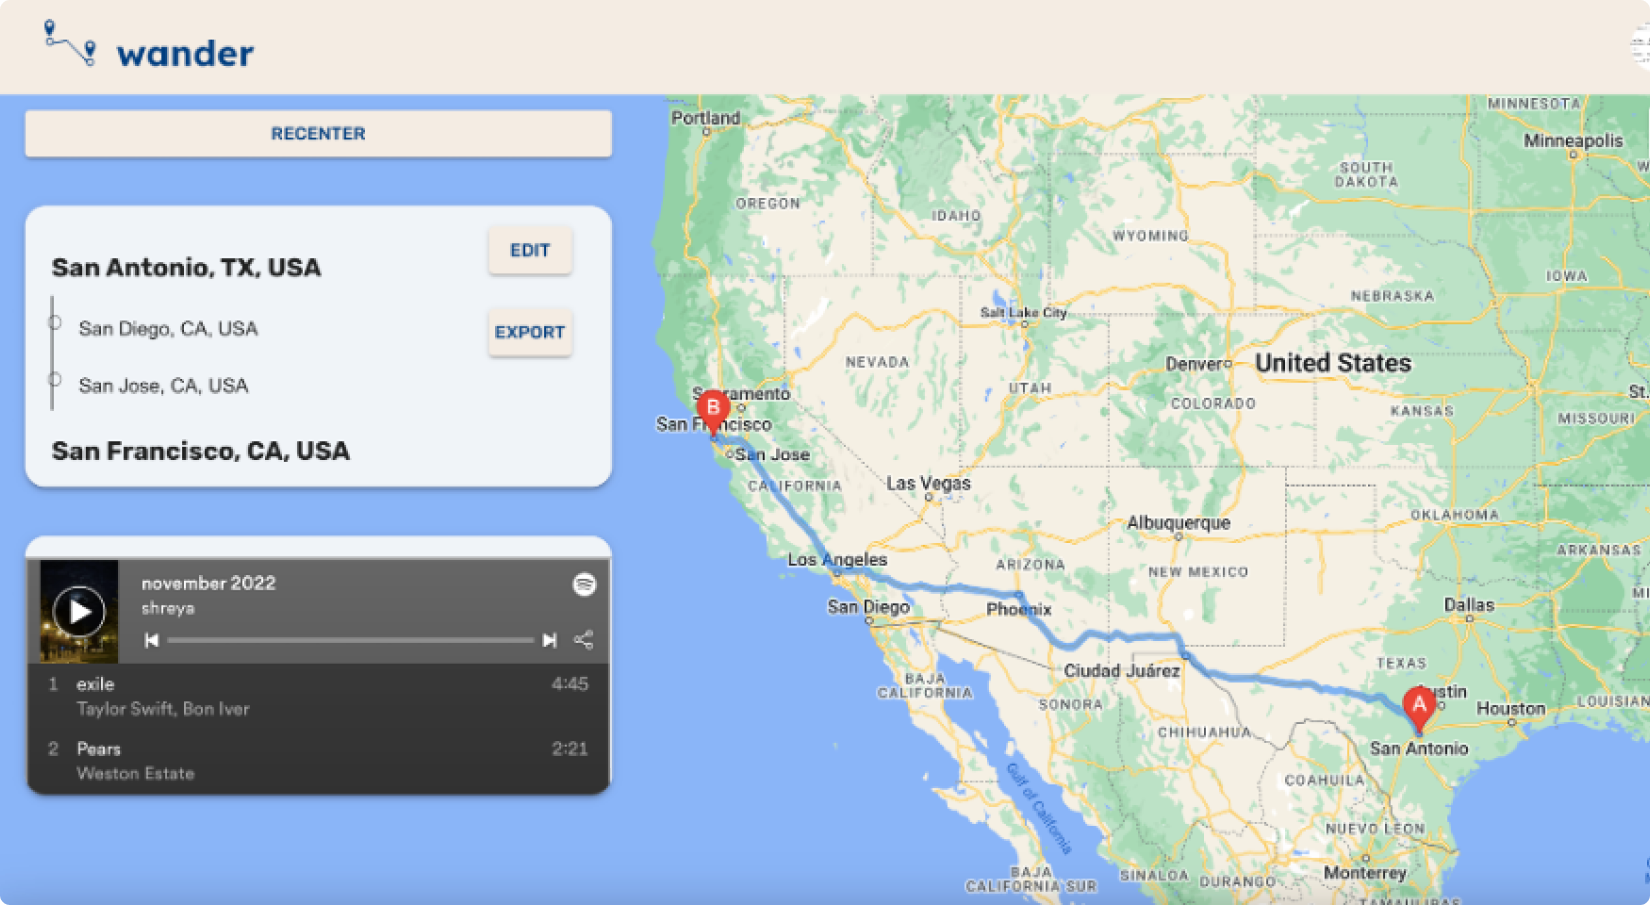 wander
RECENTER
San Antonio, TX, USA
EDIT
San Diego, CA, USA
EXPORT
San Jose, CA, USA
San Francisco, CA, USA
november 2022
shreya
1 exile 4:45
Taylor Swift, Bon Iver
2 Pears 2:21
Weston Estate
Portland
MINNESOTA
Minneapolis
SOUTH
DAKOTA
OREGON
IDAHO
WYOMING
IOWA
NEBRASKA
Salt Lake City
NEVADA
Denver
United States
UTAH
COLORADO
KANSAS
MISSOURI
St.
Sacramento
B
San Francisco
San Jose
CALIFORNIA
Las Vegas
Albuquerque
OKLAHOMA
ARKANSAS
Los Angeles
ARIZONA
NEW MEXICO
MI
San Diego
Phoenix
Dallas
Ciudad Juárez
TEXAS
BAJA
CALIFORNIA
SONORA
A
Austin
Houston
LOUISIAN
CHIHUAHUA
San Antonio
COAHUILA
Gulf of California
NUEVO LEON
Monterrey
BAJA
CALIFORNIA SUR
SINALOA
DURANGO
TAMAULIPAS